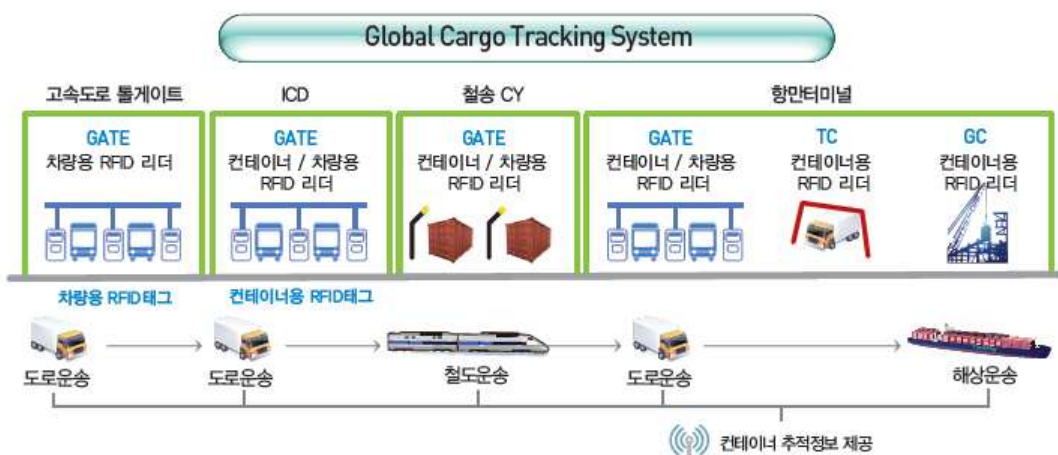 Global Cargo Tracking System
고속도로 톨게이트
ICD
철송 CY
항만터미널
GATE
차량용 RFID 리더
GATE
컨테이너 / 차량용
RFID 리더
GATE
컨테이너 / 차량용
RFID 리더
GATE
컨테이너 / 차량용
RFID 리더
TC
컨테이너용
RFID 리더
GC
컨테이너용
RFID 리더
차량용 RFID태그
컨테이너용 RFID태그
도로운송
도로운송
철도운송
도로운송
해상운송
컨테이너 추적정보 제공